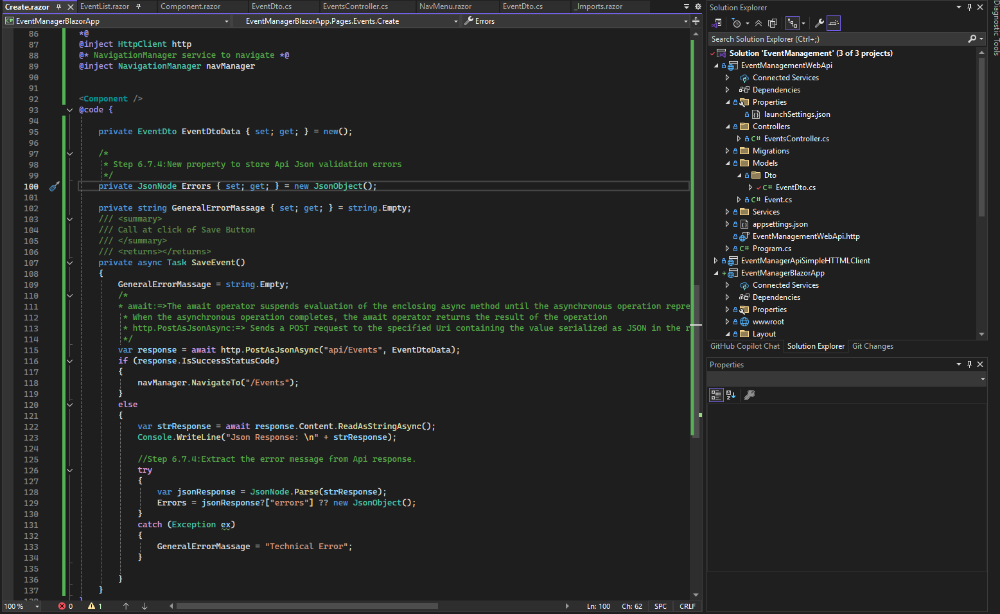 Create.razor EventList.razor Component.razor EventDto.cs EventsController.cs NavMenu.razor EventDto.cs _Imports.razor
EventManagerBlazorApp EventManagerBlazorApp.Pages.Events.Create Errors
86 *@
87 @inject HttpClient http
88 @* NavigationManager service to navigate *@
89 @inject NavigationManager navManager
90
91
92 <Component />
93 @code {
94
95 private EventDto EventDtoData { set; get; } = new();
96
97 /*
98 * Step 6.7.4:New property to store Api Json validation errors
99 */
100 private JsonNode Errors { set; get; } = new JsonObject();
101
102 private string GeneralErrorMassage { set; get; } = string.Empty;
103 /// <summary>
104 /// Call at click of Save Button
105 /// </summary>
106 /// <returns></returns>
107 private async Task SaveEvent()
108 {
109 GeneralErrorMassage = string.Empty;
110 /*
111 * await:=>The await operator suspends evaluation of the enclosing async method until the asynchronous operation repre
112 * When the asynchronous operation completes, the await operator returns the result of the operation
113 * http.PostAsJsonAsync:=> Sends a POST request to the specified Uri containing the value serialized as JSON in the r
114 */
115 var response = await http.PostAsJsonAsync("api/Events", EventDtoData);
116 if (response.IsSuccessStatusCode)
117 {
118 navManager.NavigateTo("/Events");
119 }
120 else
121 {
122 var strResponse = await response.Content.ReadAsStringAsync();
123 Console.WriteLine("Json Response: \n" + strResponse);
124
125 //Step 6.7.4:Extract the error message from Api response.
126 try
127 {
128 var jsonResponse = JsonNode.Parse(strResponse);
129 Errors = jsonResponse?["errors"] ?? new JsonObject();
130 }
131 catch (Exception ex)
132 {
133 GeneralErrorMassage = "Technical Error";
134 }
135
136 }
137 }
138 }
100 % 0 1 Ln: 100 Ch: 62 SPC CRLF
Solution Explorer
Search Solution Explorer (Ctrl+;)
Solution 'EventManagement' (3 of 3 projects)
EventManagementWebApi
Connected Services
Dependencies
Properties
launchSettings.json
Controllers
C# EventsController.cs
Migrations
Models
Dto
C# EventDto.cs
C# Event.cs
Services
appsettings.json
EventManagementWebApi.http
C# Program.cs
EventManagerApiSimpleHTTMLClient
EventManagerBlazorApp
Connected Services
Dependencies
Properties
wwwroot
Layout
GitHub Copilot Chat Solution Explorer Git Changes
Properties
Diagnostic Tools